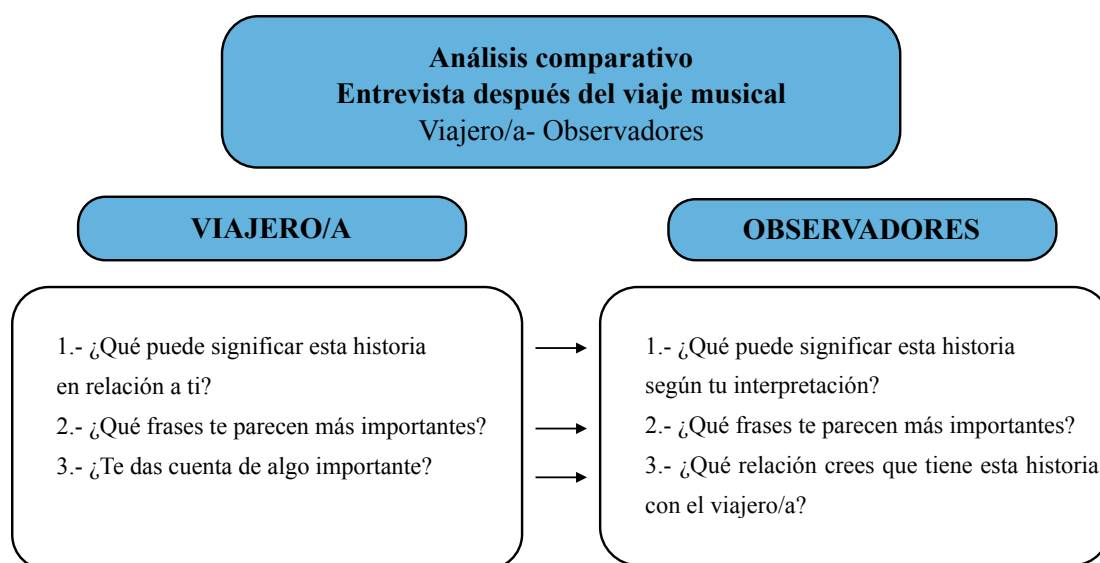 Análisis comparativo
Entrevista después del viaje musical
Viajero/a- Observadores
VIAJERO/A
1.- ¿Qué puede significar esta historia
en relación a ti?
2.- ¿Qué frases te parecen más importantes?
3.- ¿Te das cuenta de algo importante?
OBSERVADORES
1.- ¿Qué puede significar esta historia
según tu interpretación?
2.- ¿Qué frases te parecen más importantes?
3.- ¿Qué relación crees que tiene esta historia
con el viajero/a?